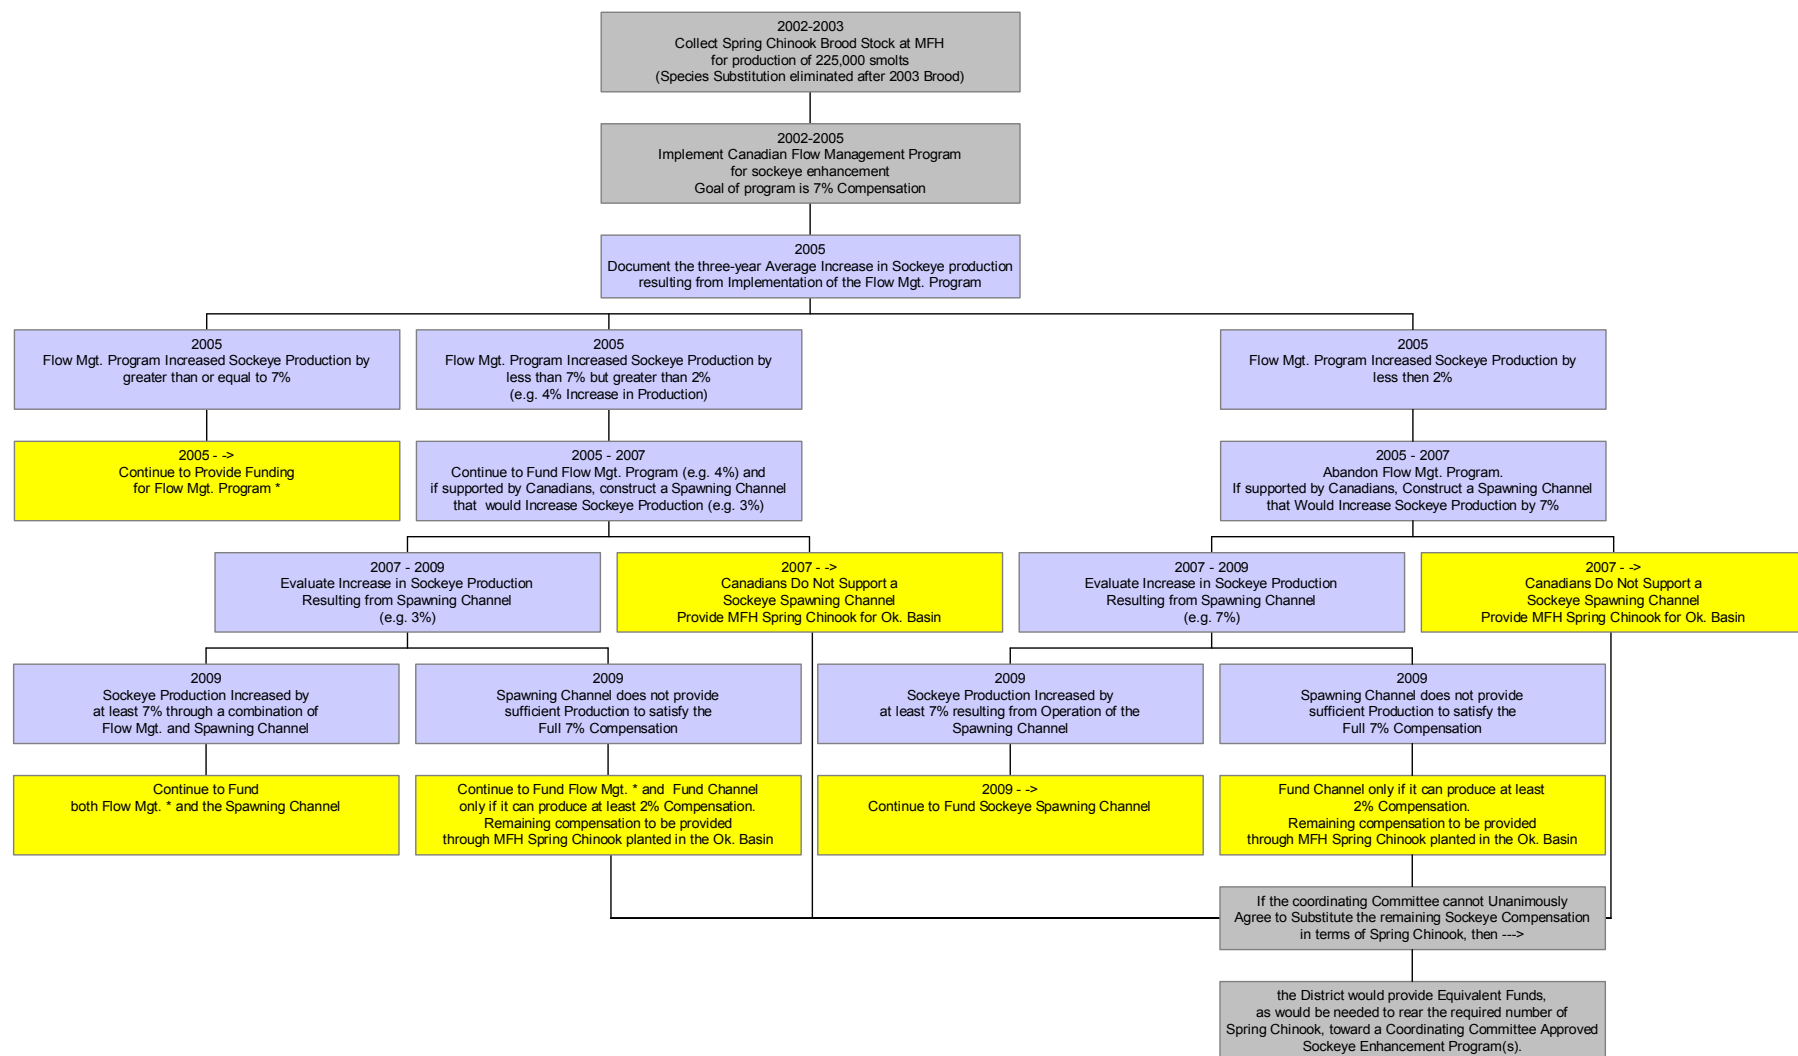 2002-2003
Collect Spring Chinook Brood Stock at MFH
for production of 225,000 smolts
(Species Substitution eliminated after 2003 Brood)
2002-2005
Implement Canadian Flow Management Program
for sockeye enhancement
Goal of program is 7% Compensation
2005
Document the three-year Average Increase in Sockeye production
resulting from Implementation of the Flow Mgt. Program
2005
Flow Mgt. Program Increased Sockeye Production by
greater than or equal to 7%
2005
Flow Mgt. Program Increased Sockeye Production by
less than 7% but greater than 2%
(e.g. 4% Increase in Production)
2005
Flow Mgt. Program Increased Sockeye Production by
less then 2%
2005 - ->
Continue to Provide Funding
for Flow Mgt. Program *
2005 - 2007
Continue to Fund Flow Mgt. Program (e.g. 4%) and
if supported by Canadians, construct a Spawning Channel
that would Increase Sockeye Production (e.g. 3%)
2005 - 2007
Abandon Flow Mgt. Program.
If supported by Canadians, Construct a Spawning Channel
that Would Increase Sockeye Production by 7%
2007 - 2009
Evaluate Increase in Sockeye Production
Resulting from Spawning Channel
(e.g. 3%)
2007 - ->
Canadians Do Not Support a
Sockeye Spawning Channel
Provide MFH Spring Chinook for Ok. Basin
2007 - 2009
Evaluate Increase in Sockeye Production
Resulting from Spawning Channel
(e.g. 7%)
2007 - ->
Canadians Do Not Support a
Sockeye Spawning Channel
Provide MFH Spring Chinook for Ok. Basin
2009
Sockeye Production Increased by
at least 7% through a combination of
Flow Mgt. and Spawning Channel
2009
Spawning Channel does not provide
sufficient Production to satisfy the
Full 7% Compensation
2009
Sockeye Production Increased by
at least 7% resulting from Operation of the
Spawning Channel
2009
Spawning Channel does not provide
sufficient Production to satisfy the
Full 7% Compensation
Continue to Fund
both Flow Mgt. * and the Spawning Channel
Continue to Fund Flow Mgt. * and Fund Channel
only if it can produce at least 2% Compensation.
Remaining compensation to be provided
through MFH Spring Chinook planted in the Ok. Basin
2009 - ->
Continue to Fund Sockeye Spawning Channel
Fund Channel only if it can produce at least
2% Compensation.
Remaining compensation to be provided
through MFH Spring Chinook planted in the Ok. Basin
If the coordinating Committee cannot Unanimously
Agree to Substitute the remaining Sockeye Compensation
in terms of Spring Chinook, then --->
the District would provide Equivalent Funds,
as would be needed to rear the required number of
Spring Chinook, toward a Coordinating Committee Approved
Sockeye Enhancement Program(s).